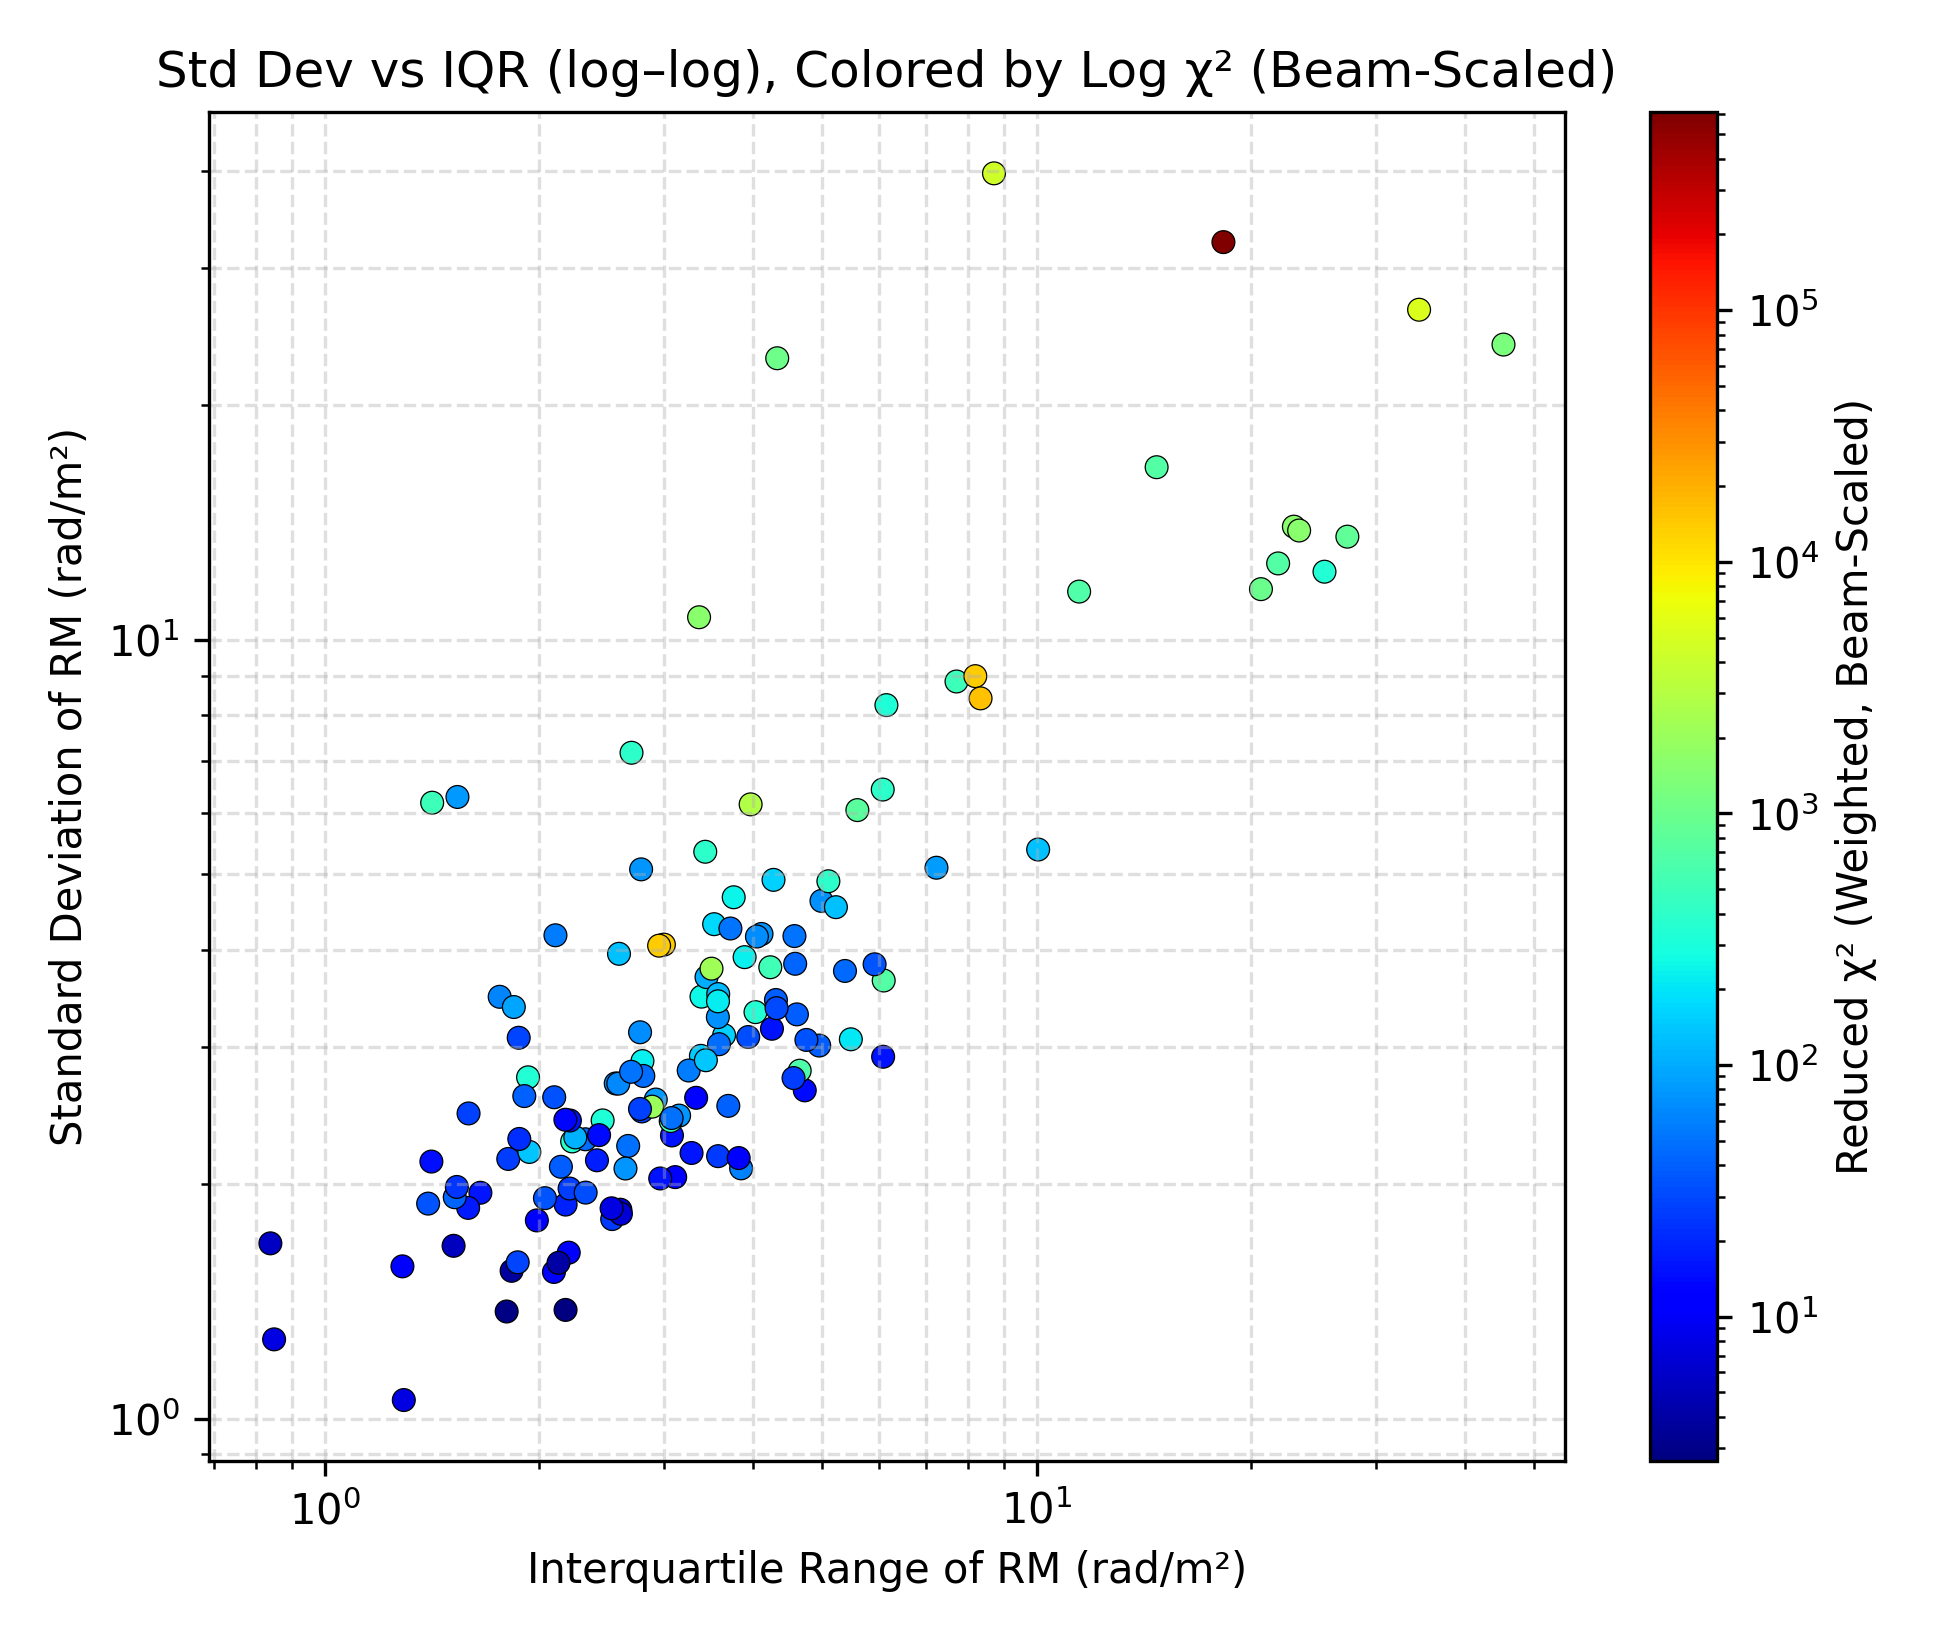 Std Dev vs IQR (log–log), Colored by Log χ² (Beam-Scaled)
Standard Deviation of RM (rad/m²)
10¹
10⁰
10⁰
10¹
Interquartile Range of RM (rad/m²)
10⁵
10⁴
10³
10²
10¹
Reduced χ² (Weighted, Beam-Scaled)